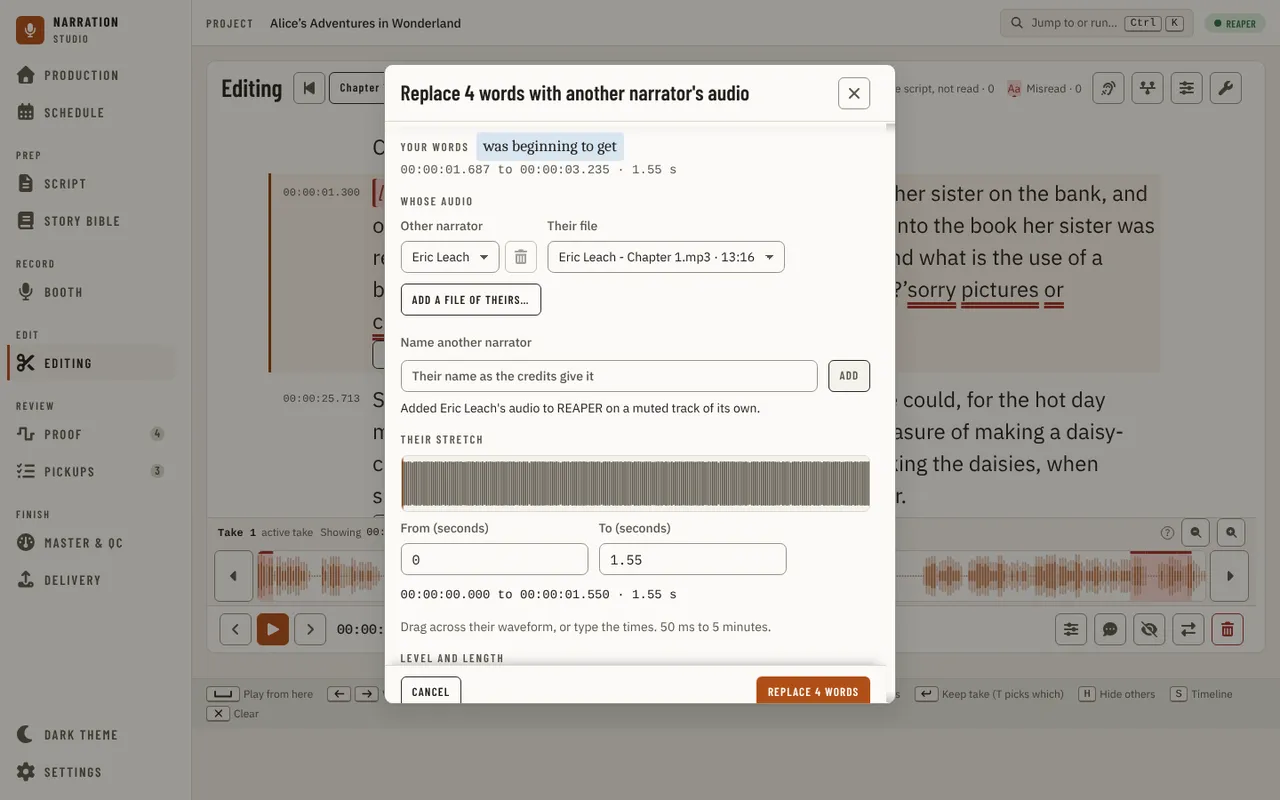 NARRATION
STUDIO
PRODUCTION
SCHEDULE
PREP
SCRIPT
STORY BIBLE
RECORD
BOOTH
EDIT
EDITING
REVIEW
PROOF 4
PICKUPS 3
FINISH
MASTER & QC
DELIVERY
DARK THEME
SETTINGS
PROJECT Alice's Adventures in Wonderland
Jump to or run... Ctrl K
REAPER
Editing Chapter
script, not read · 0 Aa Misread · 0
00:00:01.300
her sister on the bank, and
into the book her sister was
what is the use of a
?’sorry pictures or
00:00:25.713
could, for the hot day
making a daisy-
the daisies, when
Take 1 active take Showing
Replace 4 words with another narrator's audio
YOUR WORDS was beginning to get
00:00:01.687 to 00:00:03.235 · 1.55 s
WHOSE AUDIO
Other narrator Their file
Eric Leach Eric Leach - Chapter 1.mp3 · 13:16
ADD A FILE OF THEIRS...
Name another narrator
Their name as the credits give it ADD
Added Eric Leach's audio to REAPER on a muted track of its own.
THEIR STRETCH
From (seconds) To (seconds)
0 1.55
00:00:00.000 to 00:00:01.550 · 1.55 s
Drag across their waveform, or type the times. 50 ms to 5 minutes.
LEVEL AND LENGTH
CANCEL REPLACE 4 WORDS
Play from here
Keep take (T picks which) H Hide others S Timeline
Clear